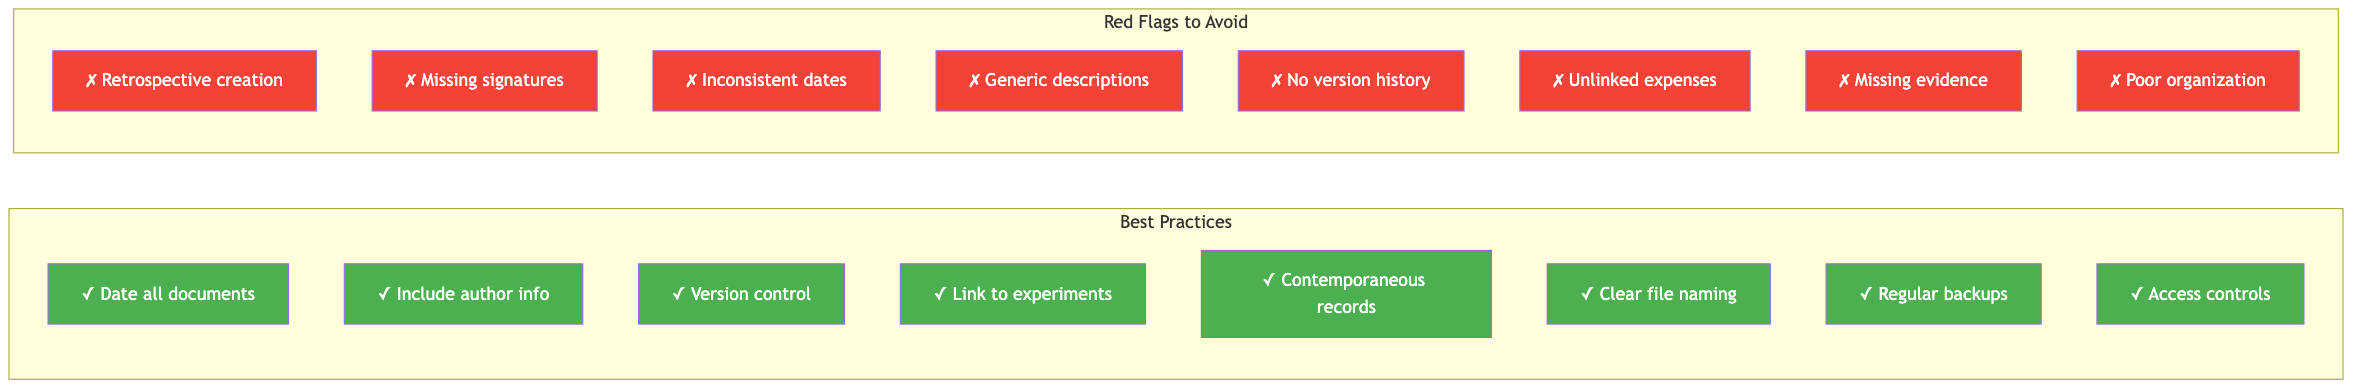 Red Flags to Avoid
✗ Retrospective creation
✗ Missing signatures
✗ Inconsistent dates
✗ Generic descriptions
✗ No version history
✗ Unlinked expenses
✗ Missing evidence
✗ Poor organization
Best Practices
✓ Date all documents
✓ Include author info
✓ Version control
✓ Link to experiments
✓ Contemporaneous
records
✓ Clear file naming
✓ Regular backups
✓ Access controls